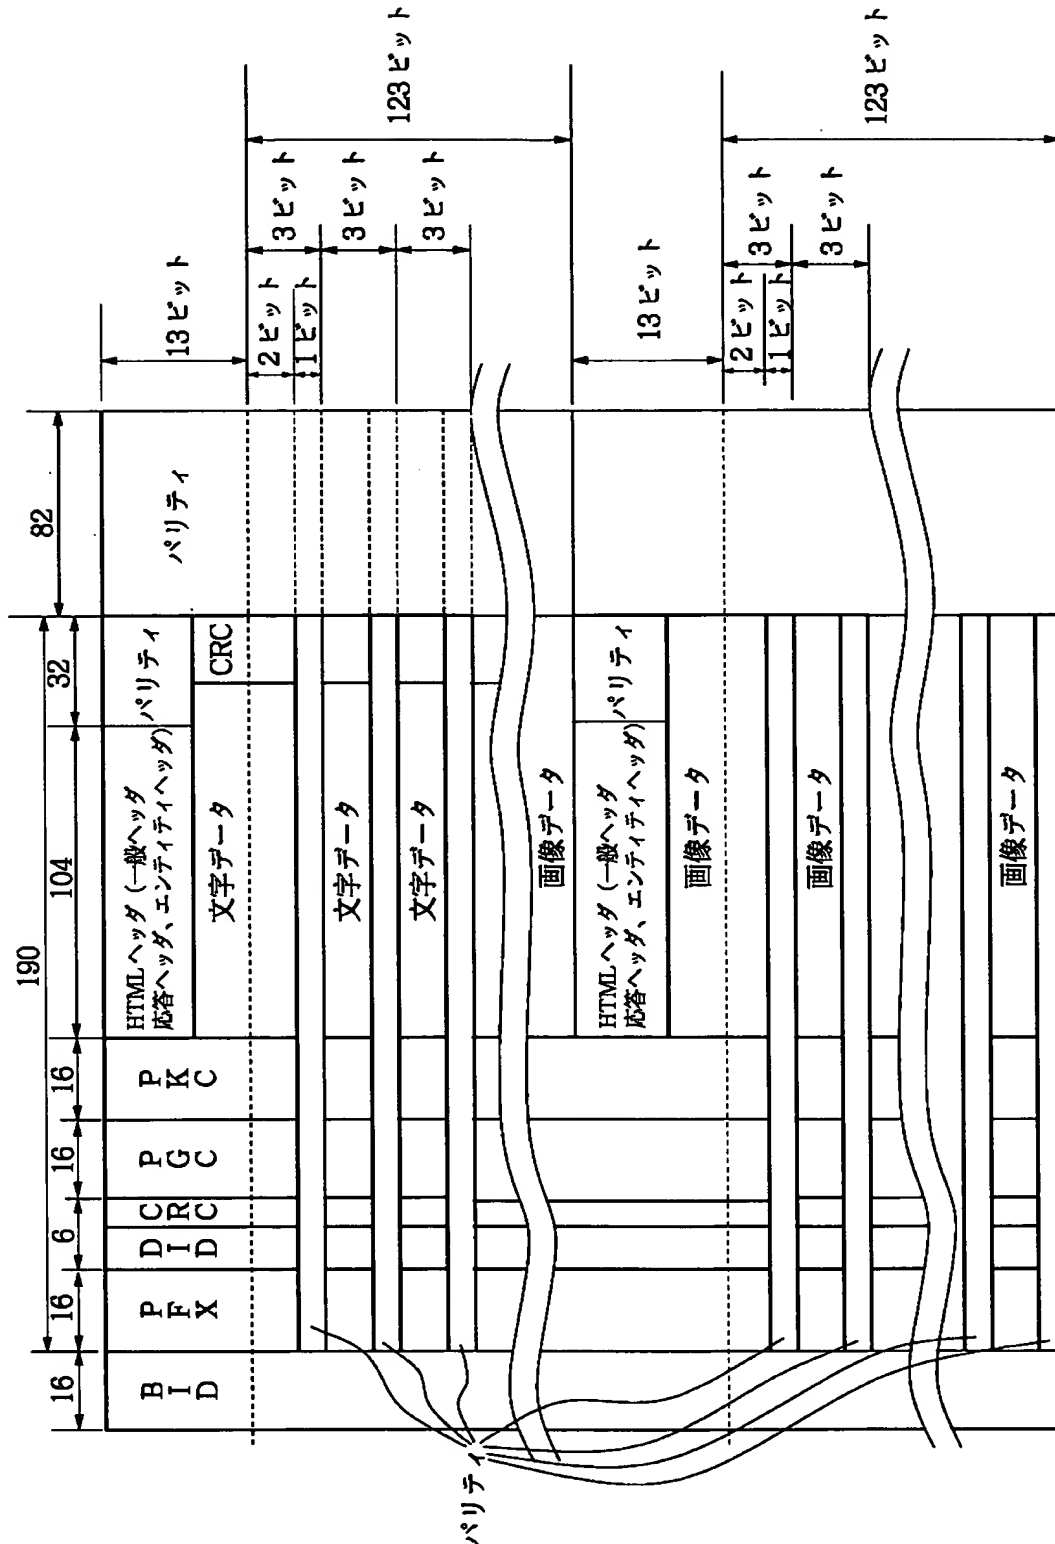 16
190
16
6
16
16
104
32
82
B
I
D
P
F
X
D
I
D
C
R
C
P
G
C
P
K
C
HTMLヘッダ (一般ヘッダ
応答ヘッダ、エンティティヘッダ)
パリティ
パリティ
文字データ
CRC
文字データ
文字データ
画像データ
HTMLヘッダ (一般ヘッダ
応答ヘッダ、エンティティヘッダ)
パリティ
画像データ
画像データ
画像データ
パリティ
13ビット
2ビット
1ビット
3ビット
3ビット
3ビット
123ビット
13ビット
2ビット
1ビット
3ビット
3ビット
123ビット